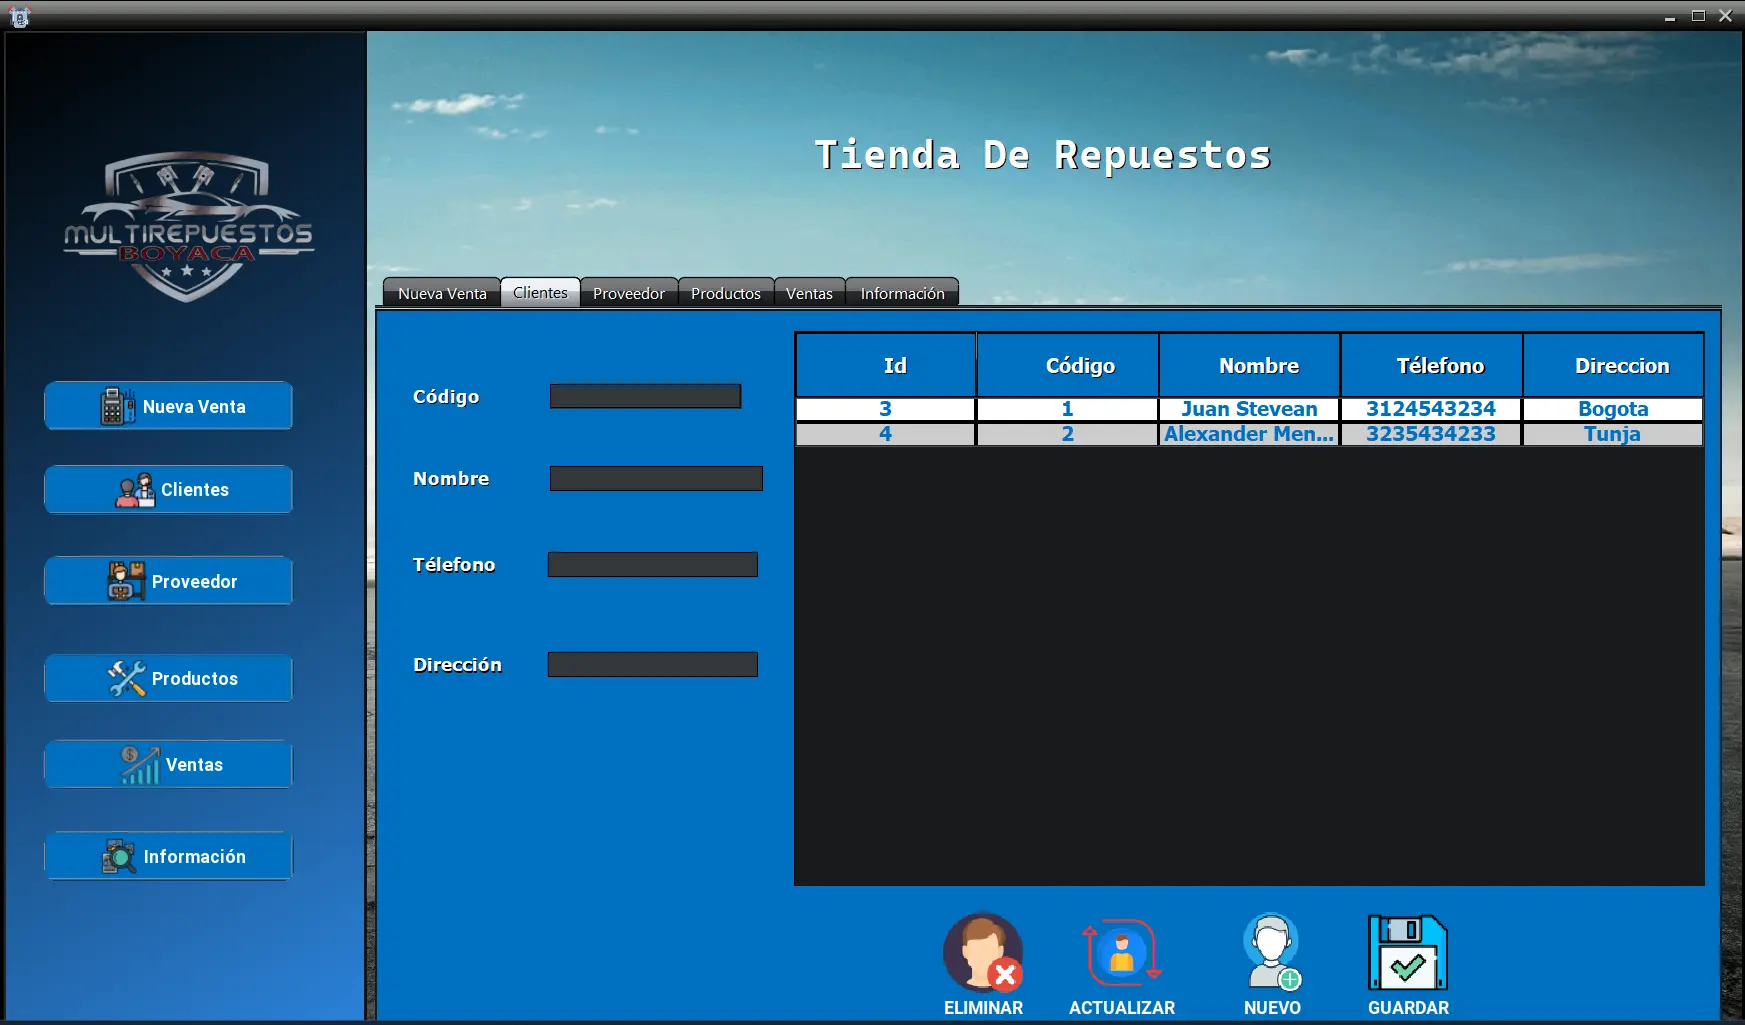 MULTIREPUESTOS
BOYACA
Nueva Venta
Clientes
Proveedor
Productos
Ventas
Información
Tienda De Repuestos
Nueva Venta Clientes Proveedor Productos Ventas Información
Código
Nombre
Télefono
Dirección
Id Código Nombre Télefono Direccion
3 1 Juan Stevean 3124543234 Bogota
4 2 Alexander Men... 3235434233 Tunja
ELIMINAR ACTUALIZAR NUEVO GUARDAR